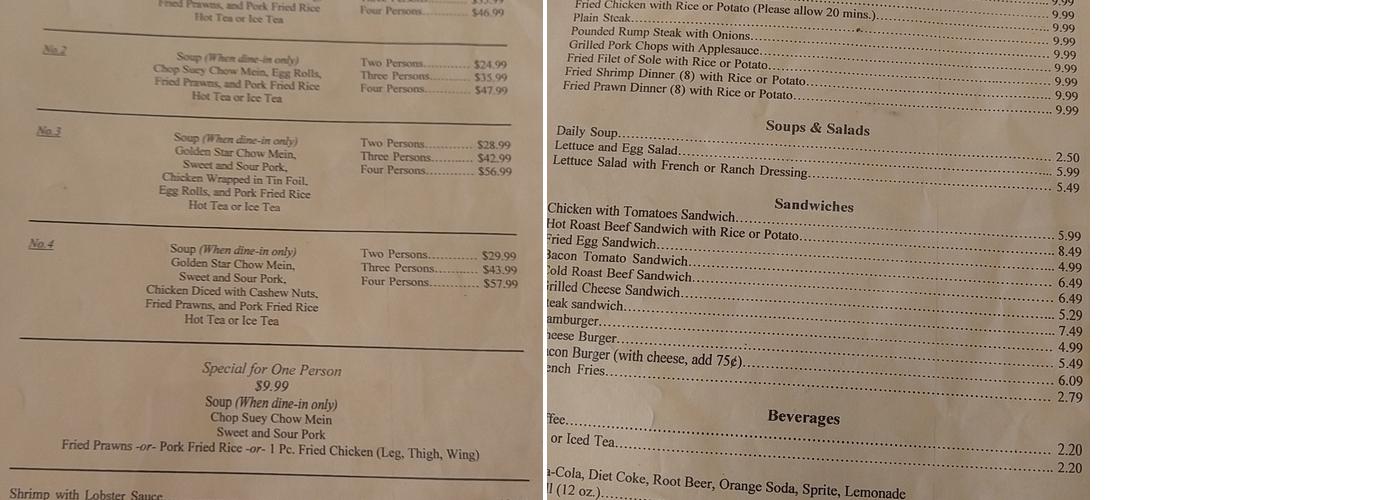 Fried Prawns, and Pork Fried Rice
Hot Tea or Ice Tea
Four Persons............ $46.99
No.2
Soup (When dine-in only)
Chop Suey Chow Mein, Egg Rolls,
Fried Prawns, and Pork Fried Rice
Hot Tea or Ice Tea
Two Persons............. $24.99
Three Persons........... $35.99
Four Persons............ $47.99
No.3
Soup (When dine-in only)
Golden Star Chow Mein,
Sweet and Sour Pork,
Chicken Wrapped in Tin Foil,
Egg Rolls, and Pork Fried Rice
Hot Tea or Ice Tea
Two Persons............. $28.99
Three Persons........... $42.99
Four Persons............ $56.99
No.4
Soup (When dine-in only)
Golden Star Chow Mein,
Sweet and Sour Pork,
Chicken Diced with Cashew Nuts,
Fried Prawns, and Pork Fried Rice
Hot Tea or Ice Tea
Two Persons............. $29.99
Three Persons........... $43.99
Four Persons............ $57.99
Special for One Person
$9.99
Soup (When dine-in only)
Chop Suey Chow Mein
Sweet and Sour Pork
Fried Prawns -or- Pork Fried Rice -or- 1 Pc. Fried Chicken (Leg, Thigh, Wing)
Shrimp with Lobster Sauce
9.99
Fried Chicken with Rice or Potato (Please allow 20 mins.)........ 9.99
Plain Steak........ 9.99
Pounded Rump Steak with Onions........ 9.99
Grilled Pork Chops with Applesauce........ 9.99
Fried Filet of Sole with Rice or Potato........ 9.99
Fried Shrimp Dinner (8) with Rice or Potato........ 9.99
Fried Prawn Dinner (8) with Rice or Potato........ 9.99
Soups & Salads
Daily Soup........ 2.50
Lettuce and Egg Salad........ 5.99
Lettuce Salad with French or Ranch Dressing........ 5.49
Sandwiches
Chicken with Tomatoes Sandwich........ 5.99
Hot Roast Beef Sandwich with Rice or Potato........ 8.49
Fried Egg Sandwich........ 4.99
Bacon Tomato Sandwich........ 6.49
Cold Roast Beef Sandwich........ 6.49
rilled Cheese Sandwich........ 5.29
teak sandwich........ 7.49
amburger........ 4.99
heese Burger........ 5.49
con Burger (with cheese, add 75¢)........ 6.09
ench Fries........ 2.79
Beverages
ffee........ 2.20
or Iced Tea........ 2.20
a-Cola, Diet Coke, Root Beer, Orange Soda, Sprite, Lemonade
ll (12 oz.)........